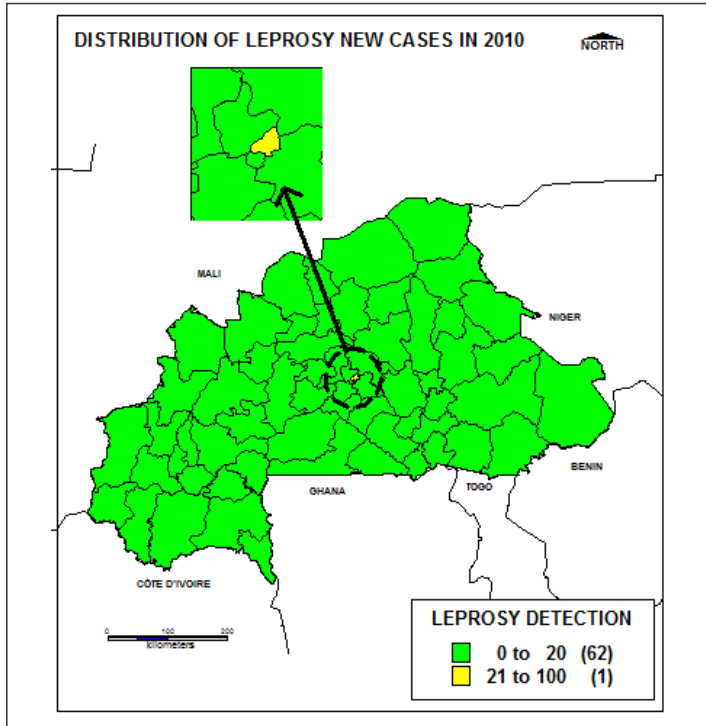 DISTRIBUTION OF LEPROSY NEW CASES IN 2010
NORTH
MALI
NIGER
BENIN
TOGO
GHANA
CÔTE D'IVOIRE
0 100 200
kilometers
LEPROSY DETECTION
0 to 20 (62)
21 to 100 (1)